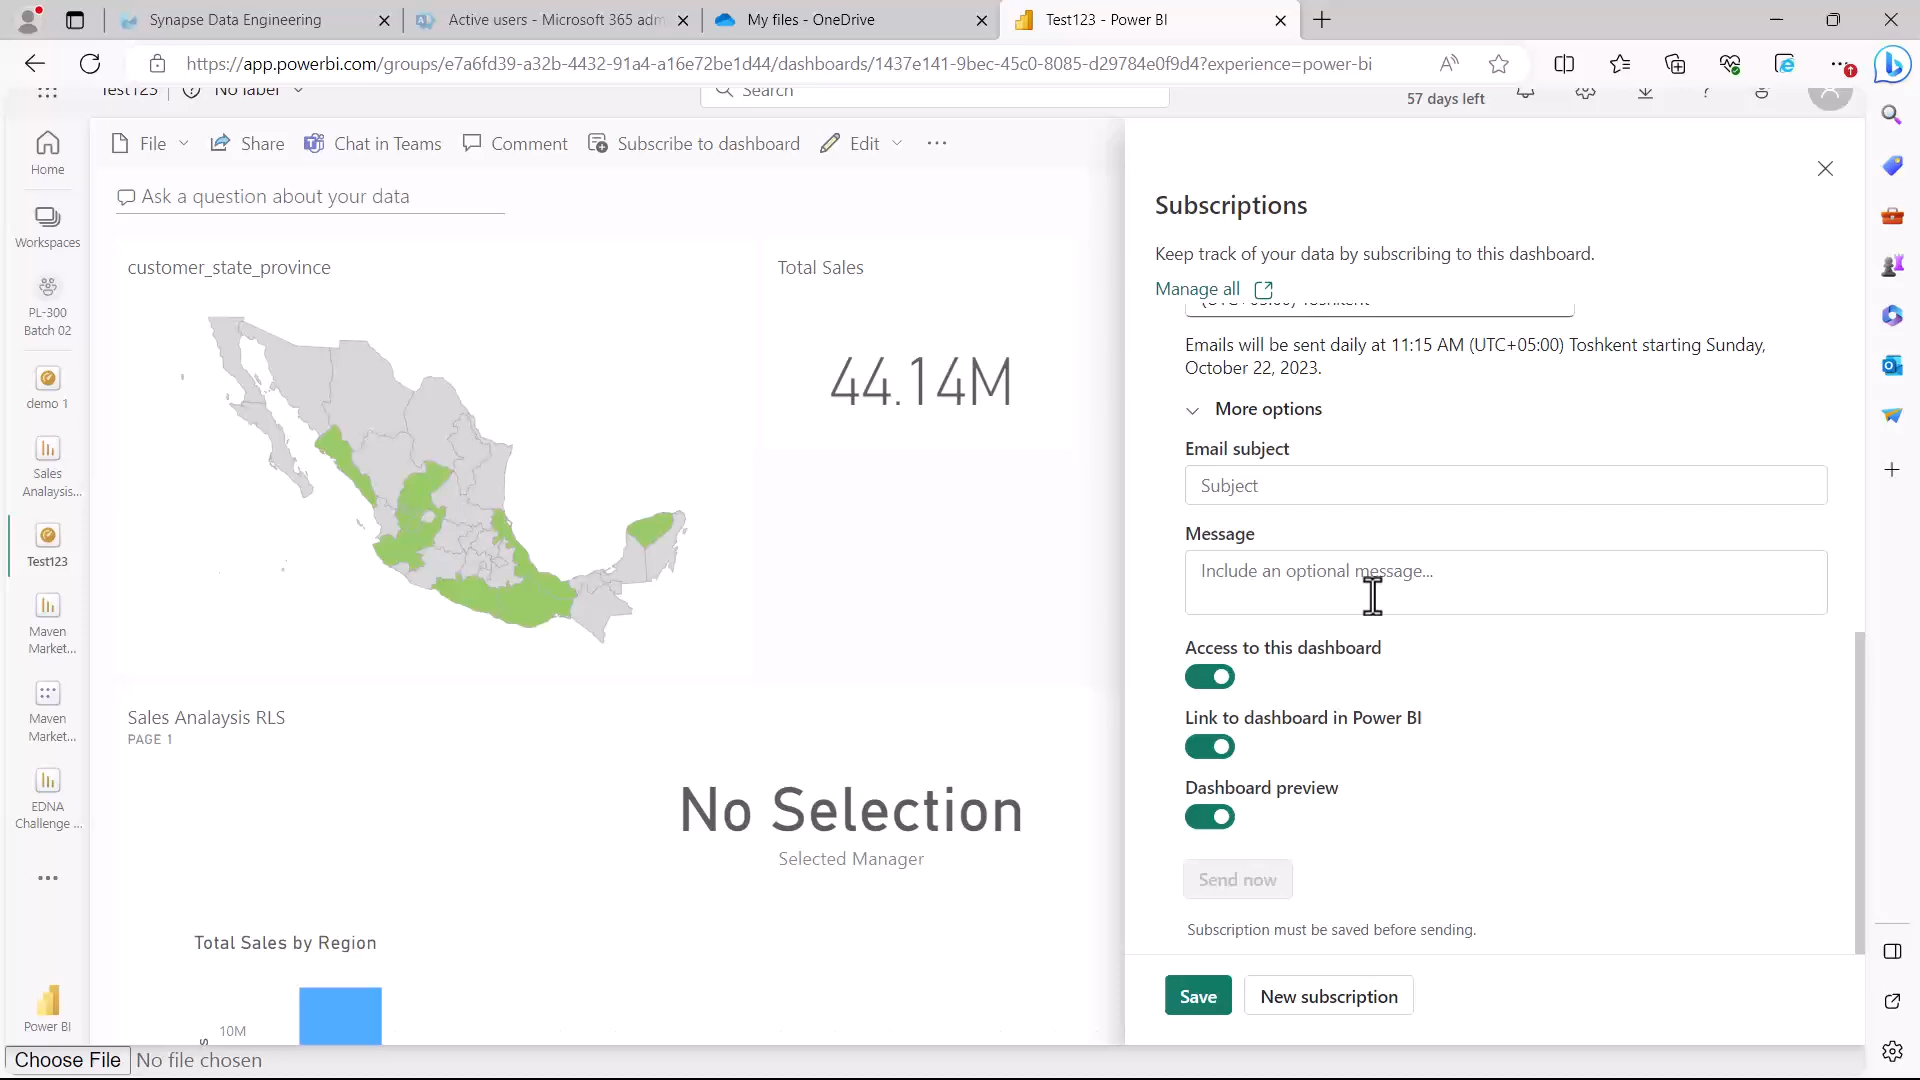 Synapse Data Engineering
Active users - Microsoft 365 adm
My files - OneDrive
Test123 - Power BI
https://app.powerbi.com/groups/e7a6fd39-a32b-4432-91a4-a16e72be1d44/dashboards/1437e141-9bec-45c0-8085-d29784e0f9d4?experience=power-bi
Test123
No label
Search
57 days left
File
Share
Chat in Teams
Comment
Subscribe to dashboard
Edit
Home
Workspaces
PL-300
Batch 02
demo 1
Sales
Analaysis...
Test123
Maven
Market...
Maven
Market...
EDNA
Challenge ...
Power BI
Ask a question about your data
customer_state_province
Total Sales
44.14M
Sales Analaysis RLS
PAGE 1
No Selection
Selected Manager
Total Sales by Region
10M
Subscriptions
Keep track of your data by subscribing to this dashboard.
Manage all
(UTC+05:00) Toshkent
Emails will be sent daily at 11:15 AM (UTC+05:00) Toshkent starting Sunday,
October 22, 2023.
More options
Email subject
Subject
Message
Include an optional message...
Access to this dashboard
Link to dashboard in Power BI
Dashboard preview
Send now
Subscription must be saved before sending.
Save
New subscription
Choose File
No file chosen